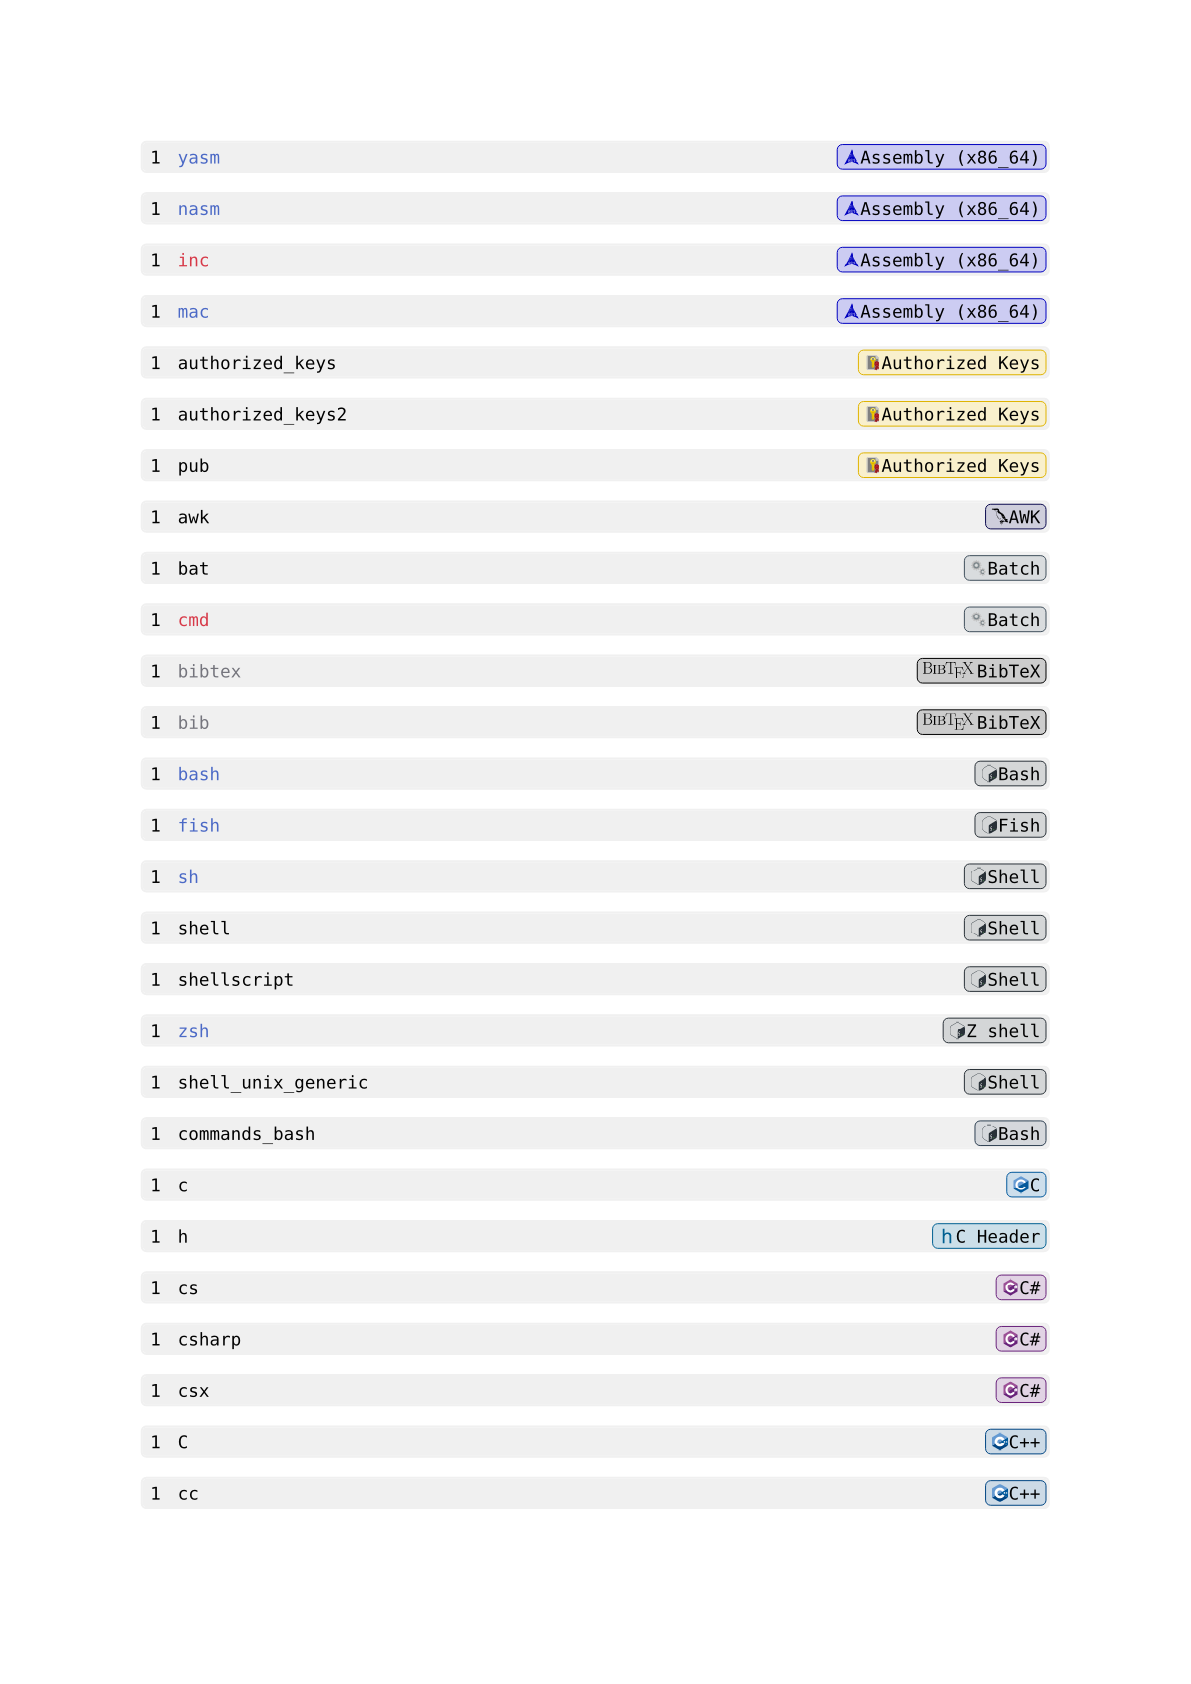 1 yasm Assembly (x86_64)
1 nasm Assembly (x86_64)
1 inc Assembly (x86_64)
1 mac Assembly (x86_64)
1 authorized_keys Authorized Keys
1 authorized_keys2 Authorized Keys
1 pub Authorized Keys
1 awk AWK
1 bat Batch
1 cmd Batch
1 bibtex BIBTEX BibTeX
1 bib BIBTEX BibTeX
1 bash Bash
1 fish Fish
1 sh Shell
1 shell Shell
1 shellscript Shell
1 zsh Z shell
1 shell_unix_generic Shell
1 commands_bash Bash
1 c C C
1 h h C Header
1 cs C C#
1 csharp C C#
1 csx C C#
1 C C C++
1 cc C C++